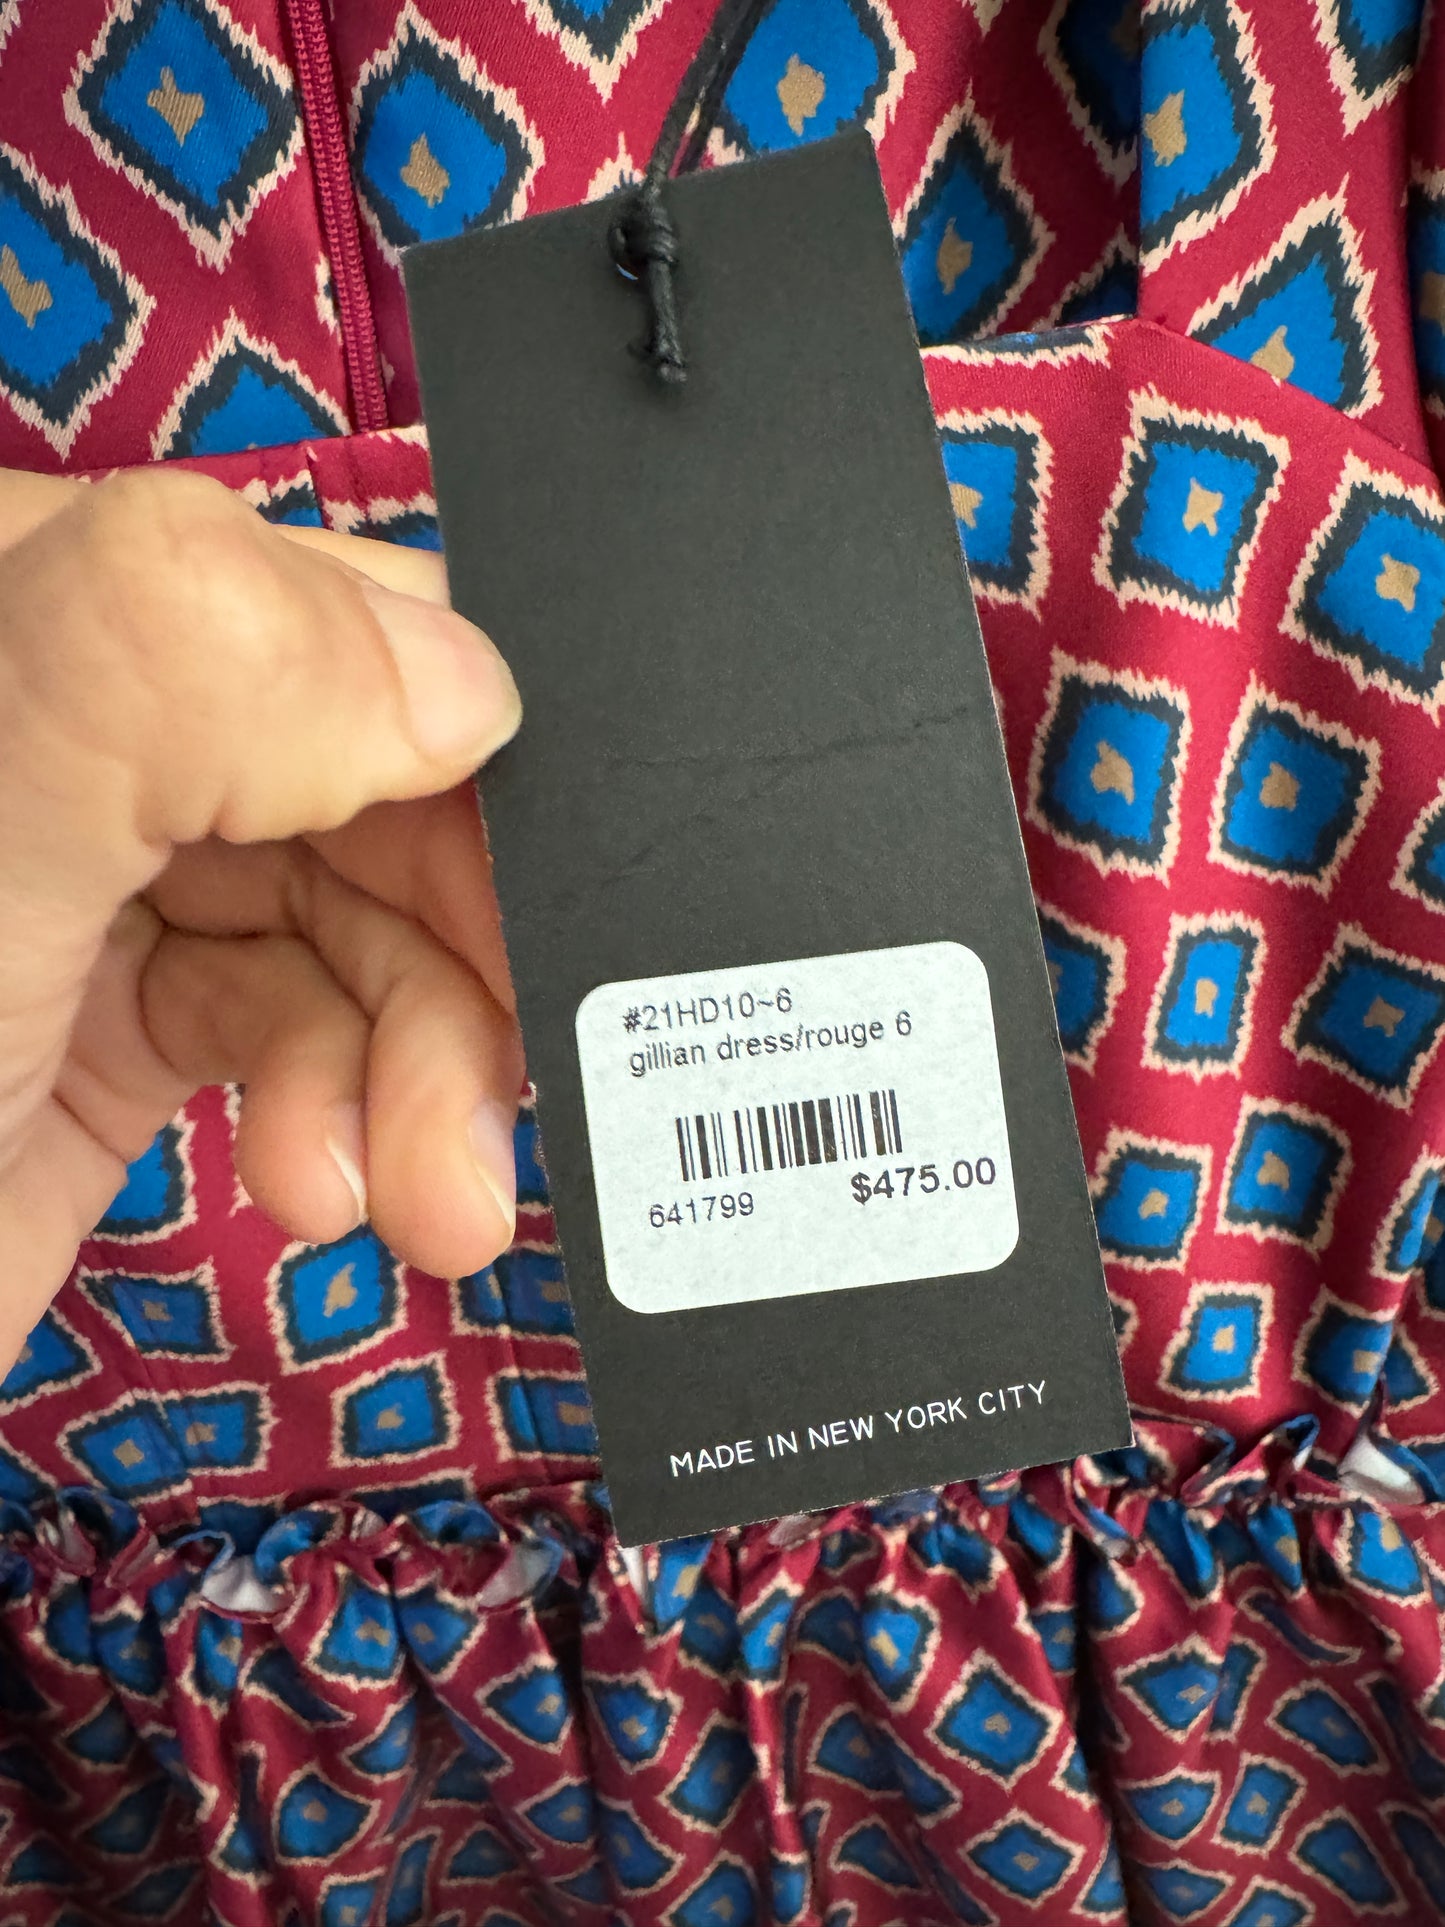 #21HD10~6
gillian dress/rouge 6
641799
$475.00
MADE IN NEW YORK CITY